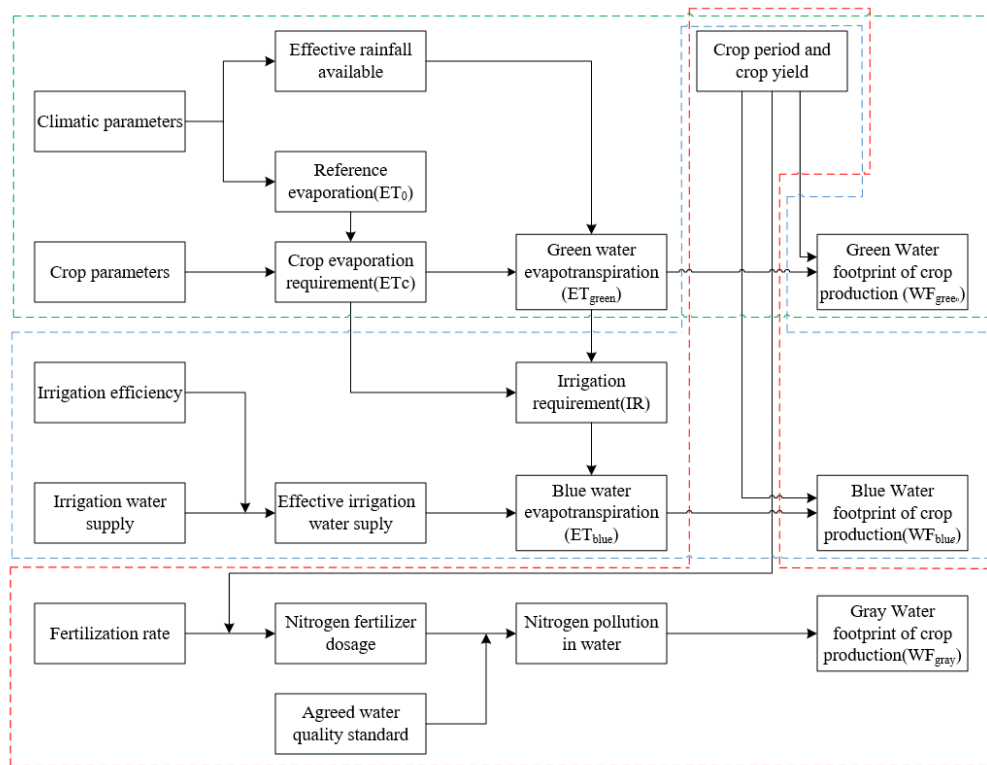 Effective rainfall
available
Crop period and
crop yield
Climatic parameters
Reference
evaporation(ET₀)
Crop parameters
Crop evaporation
requirement(ETc)
Green water
evapotranspiration
(ETgreen)
Green Water
footprint of crop
production (WFgreen)
Irrigation efficiency
Irrigation
requirement(IR)
Irrigation water
supply
Effective irrigation
water suply
Blue water
evapotranspiration
(ETblue)
Blue Water
footprint of crop
production(WFblue)
Fertilization rate
Nitrogen fertilizer
dosage
Nitrogen pollution
in water
Gray Water
footprint of crop
production(WFgray)
Agreed water
quality standard